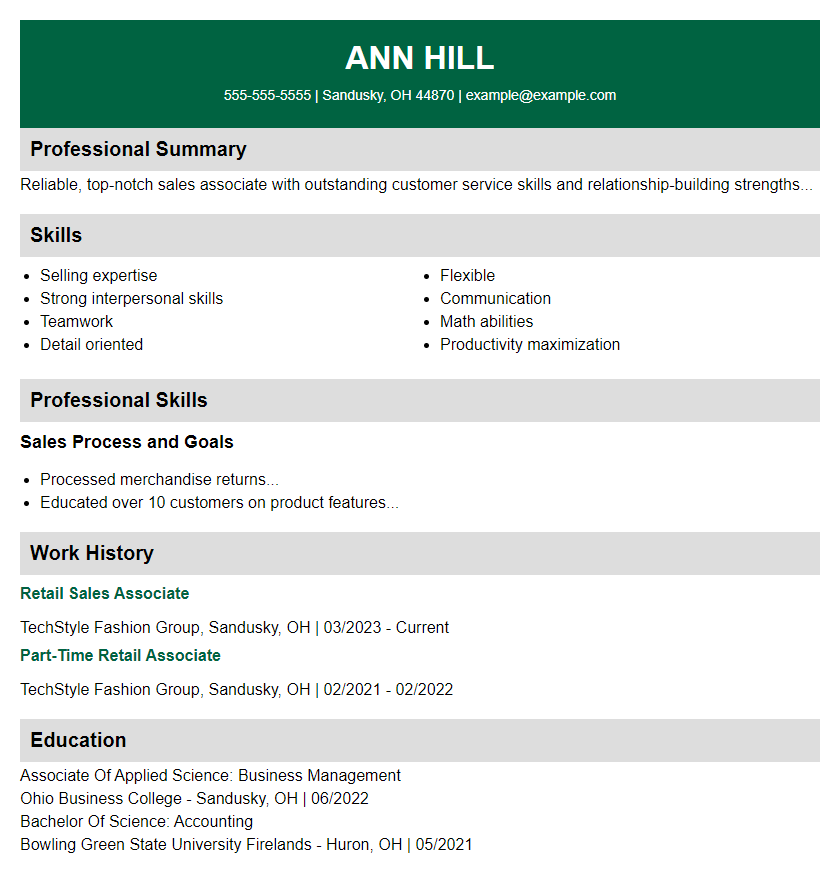 ANN HILL
555-555-5555 | Sandusky, OH 44870 | example@example.com
Professional Summary
Reliable, top-notch sales associate with outstanding customer service skills and relationship-building strengths...
Skills
• Selling expertise
• Strong interpersonal skills
• Teamwork
• Detail oriented
• Flexible
• Communication
• Math abilities
• Productivity maximization
Professional Skills
Sales Process and Goals
• Processed merchandise returns...
• Educated over 10 customers on product features...
Work History
Retail Sales Associate
TechStyle Fashion Group, Sandusky, OH | 03/2023 - Current
Part-Time Retail Associate
TechStyle Fashion Group, Sandusky, OH | 02/2021 - 02/2022
Education
Associate Of Applied Science: Business Management
Ohio Business College - Sandusky, OH | 06/2022
Bachelor Of Science: Accounting
Bowling Green State University Firelands - Huron, OH | 05/2021